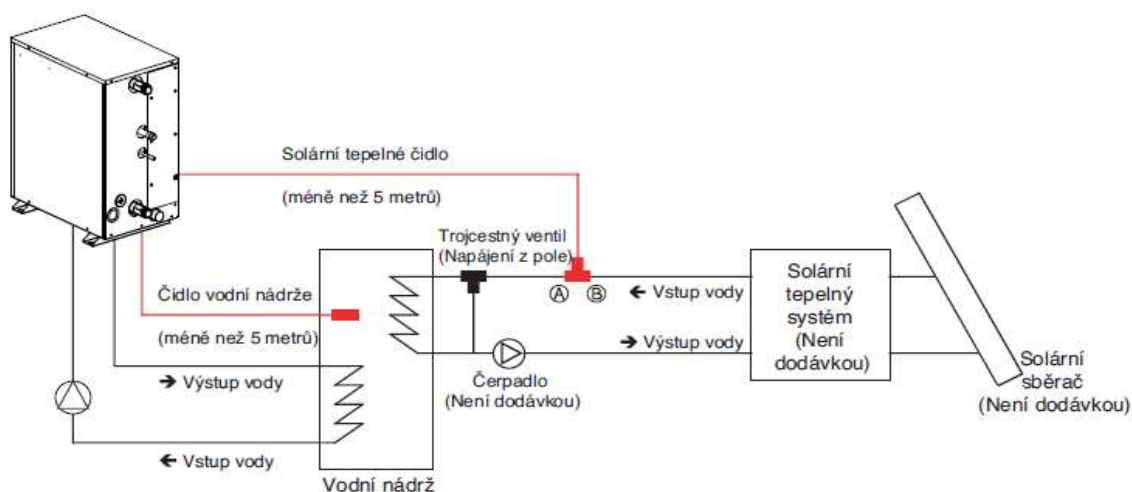 Solární tepelné čidlo
(méně než 5 metrů)
Trojcestný ventil
(Napájení z pole)
A B
← Vstup vody
Solární
tepelný
systém
(Není
dodávkou)
Čidlo vodní nádrže
(méně než 5 metrů)
→ Výstup vody
Čerpadlo
(Není dodávkou)
Solární
sběrač
(Není dodávkou)
→ Výstup vody
← Vstup vody
Vodní nádrž